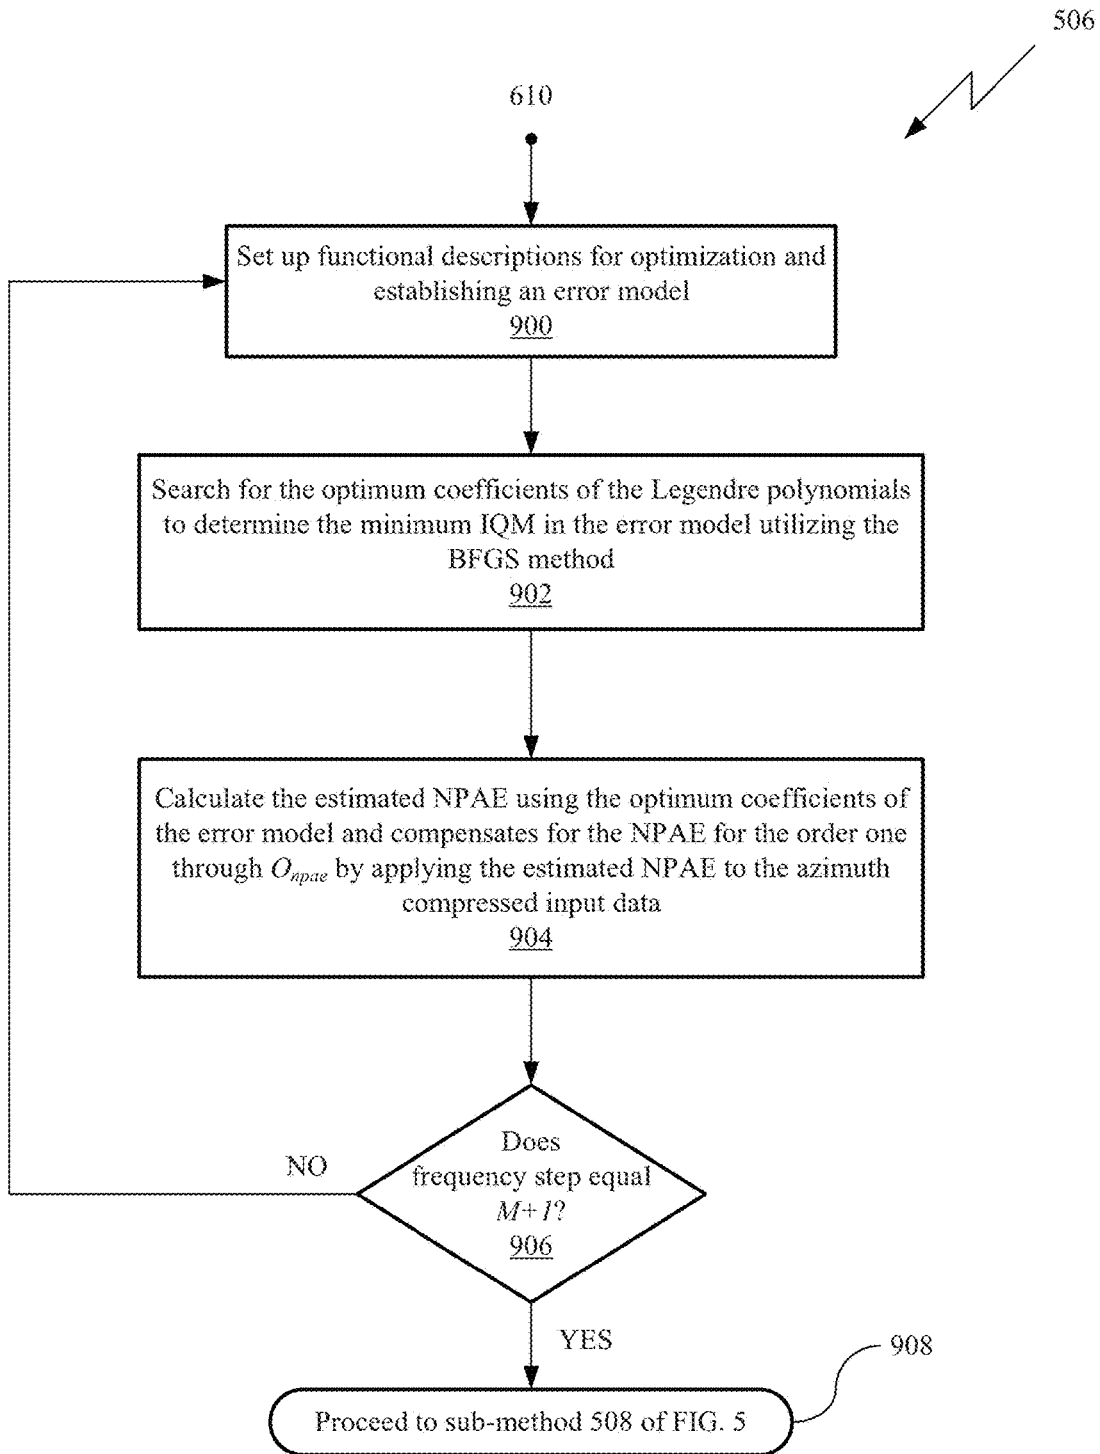 506
610
Set up functional descriptions for optimization and
establishing an error model
900
Search for the optimum coefficients of the Legendre polynomials
to determine the minimum IQM in the error model utilizing the
BFGS method
902
Calculate the estimated NPAE using the optimum coefficients of
the error model and compensates for the NPAE for the order one
through Onpae by applying the estimated NPAE to the azimuth
compressed input data
904
Does
frequency step equal
M+1?
906
NO
YES
908
Proceed to sub-method 508 of FIG. 5